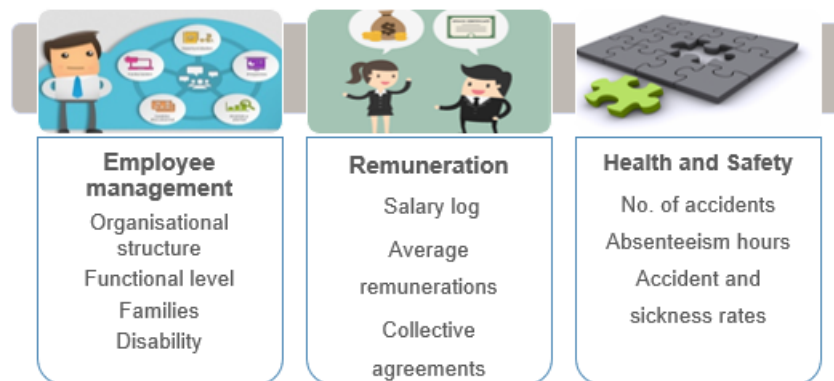 Employee
management
Organisational
structure
Functional level
Families
Disability
Remuneration
Salary log
Average
remunerations
Collective
agreements
Health and Safety
No. of accidents
Absenteeism hours
Accident and
sickness rates